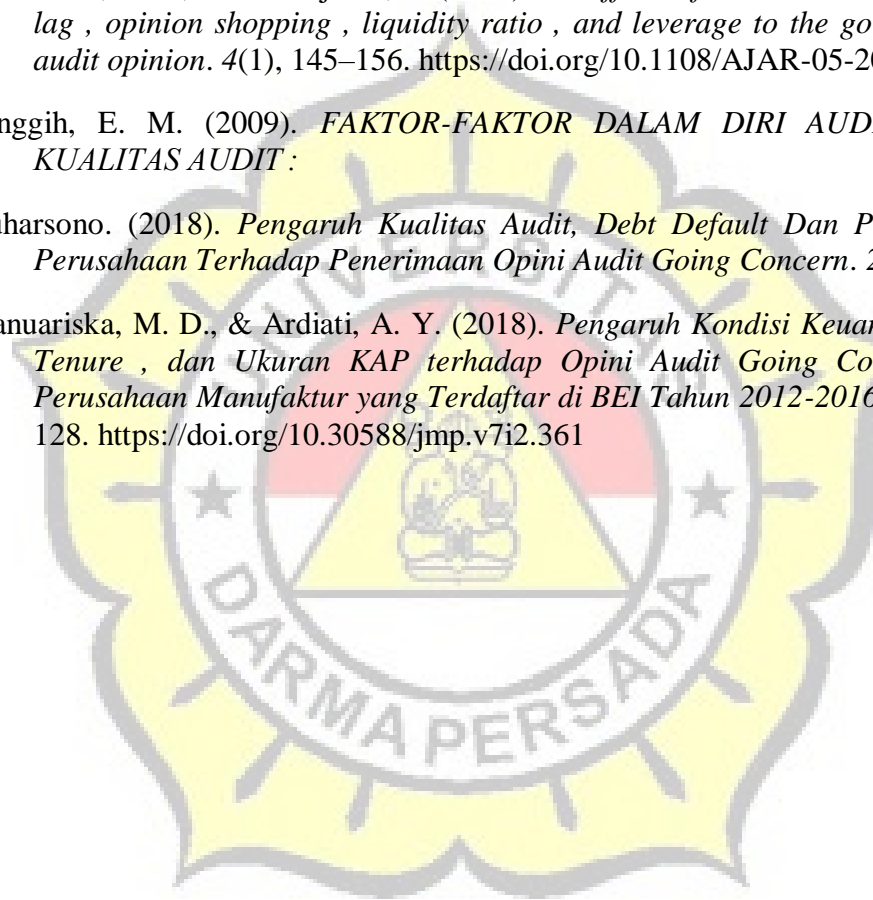 lag , opinion shopping , liquidity ratio , and leverage to the go
audit opinion. 4(1), 145–156. https://doi.org/10.1108/AJAR-05-20
nggih, E. M. (2009). FAKTOR-FAKTOR DALAM DIRI AUD
KUALITAS AUDIT :
harsono. (2018). Pengaruh Kualitas Audit, Debt Default Dan P
Perusahaan Terhadap Penerimaan Opini Audit Going Concern. 2
anuariska, M. D., & Ardiati, A. Y. (2018). Pengaruh Kondisi Keuan
Tenure , dan Ukuran KAP terhadap Opini Audit Going Co
Perusahaan Manufaktur yang Terdaftar di BEI Tahun 2012-2016
128. https://doi.org/10.30588/jmp.v7i2.361
UNIVERSITAS
DARMA PERSADA